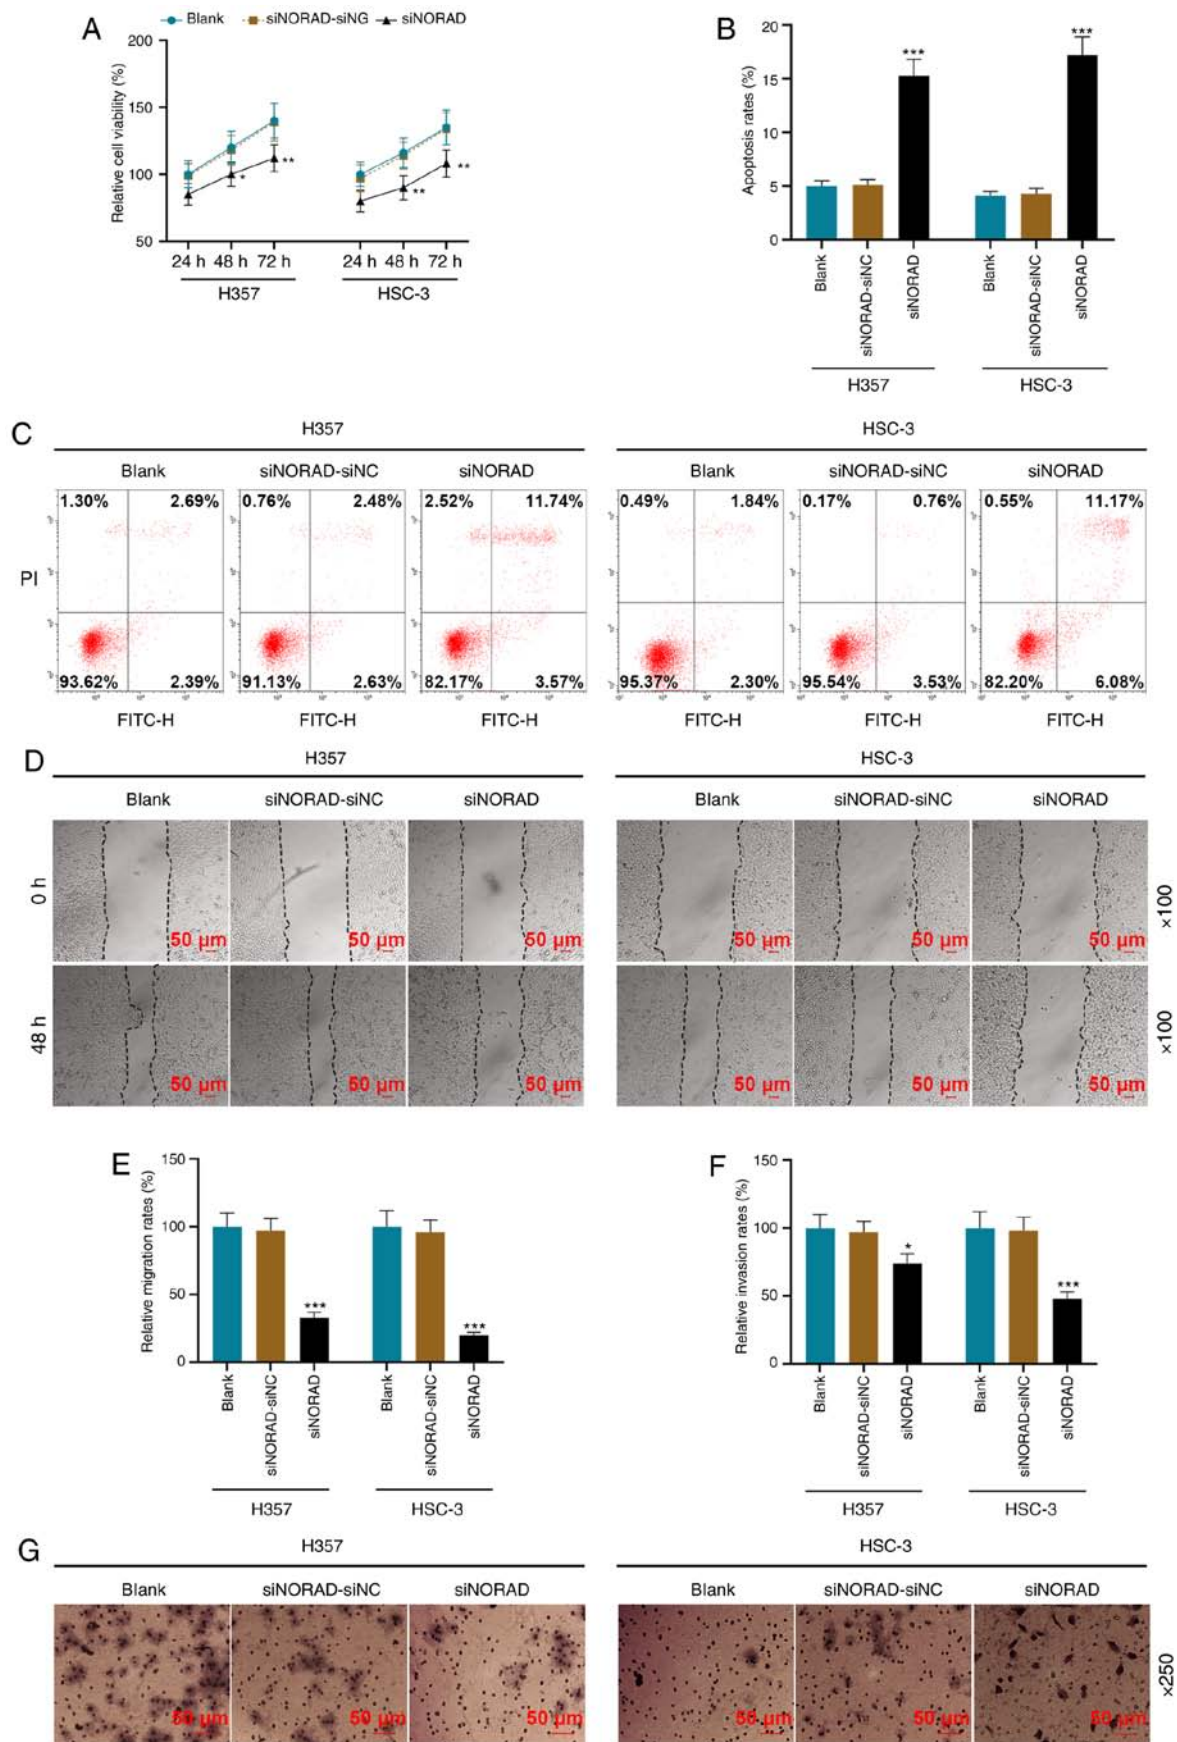 A
Blank siNORAD-siNG siNORAD
Relative cell viability (%)
200
150
100
50
* ** ** **
24 h 48 h 72 h 24 h 48 h 72 h
H357 HSC-3
B
Apoptosis rates (%)
20
15
10
5
0
*** ***
Blank siNORAD-siNC siNORAD Blank siNORAD-siNC siNORAD
H357 HSC-3
C
H357 HSC-3
Blank siNORAD-siNC siNORAD Blank siNORAD-siNC siNORAD
1.30% 2.69% 0.76% 2.48% 2.52% 11.74% 0.49% 1.84% 0.17% 0.76% 0.55% 11.17%
PI
93.62% 2.39% 91.13% 2.63% 82.17% 3.57% 95.37% 2.30% 95.54% 3.53% 82.20% 6.08%
FITC-H FITC-H FITC-H FITC-H FITC-H FITC-H
D
H357 HSC-3
Blank siNORAD-siNC siNORAD Blank siNORAD-siNC siNORAD
0 h
50 µm 50 µm 50 µm 50 µm 50 µm 50 µm
×100
48 h
50 µm 50 µm 50 µm 50 µm 50 µm 50 µm
×100
E
Relative migration rates (%)
150
100
50
0
*** ***
Blank siNORAD-siNC siNORAD Blank siNORAD-siNC siNORAD
H357 HSC-3
F
Relative invasion rates (%)
150
100
50
0
* ***
Blank siNORAD-siNC siNORAD Blank siNORAD-siNC siNORAD
H357 HSC-3
G
H357 HSC-3
Blank siNORAD-siNC siNORAD Blank siNORAD-siNC siNORAD
50 µm 50 µm 50 µm 50 µm 50 µm 50 µm
×250